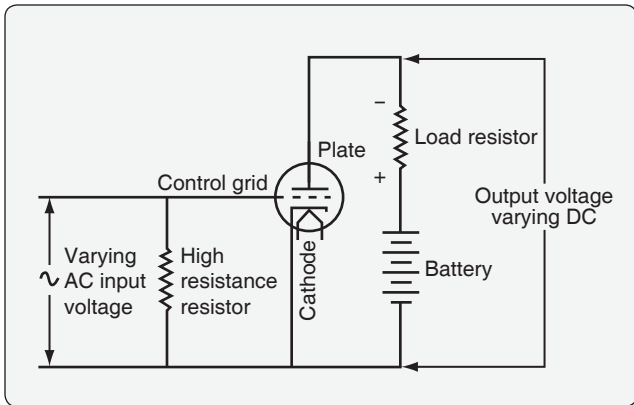 Plate
Control grid
Cathode
Varying
AC input
voltage
High
resistance
resistor
−
Load resistor
+
Battery
Output voltage
varying DC